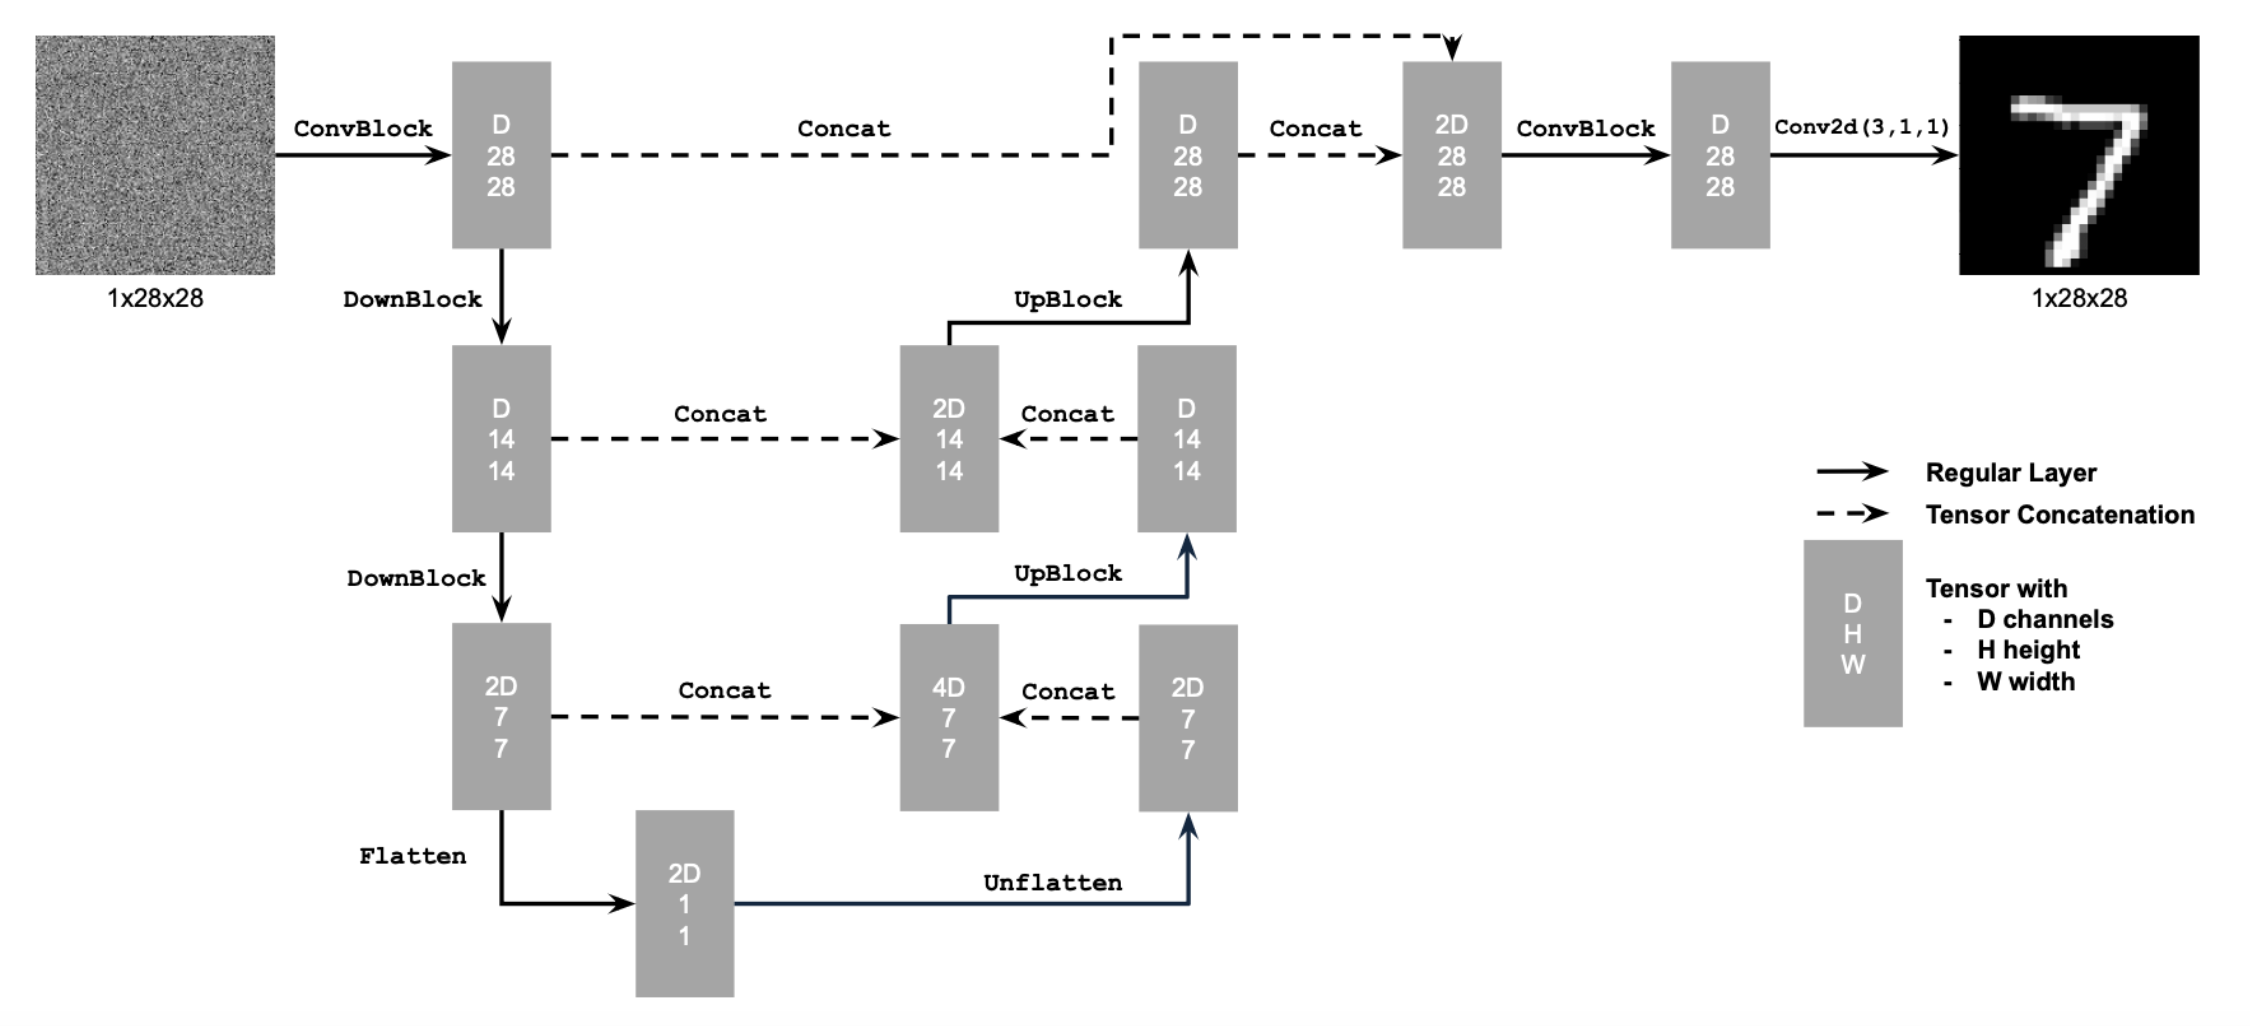 ConvBlock
D
28
28
Concat
D
28
28
Concat
2D
28
28
ConvBlock
D
28
28
Conv2d(3,1,1)
1x28x28
1x28x28
DownBlock
UpBlock
D
14
14
Concat
2D
14
14
Concat
D
14
14
DownBlock
UpBlock
2D
7
7
Concat
4D
7
7
Concat
2D
7
7
Flatten
2D
1
1
Unflatten
Regular Layer
Tensor Concatenation
D
H
W
Tensor with
- D channels
- H height
- W width